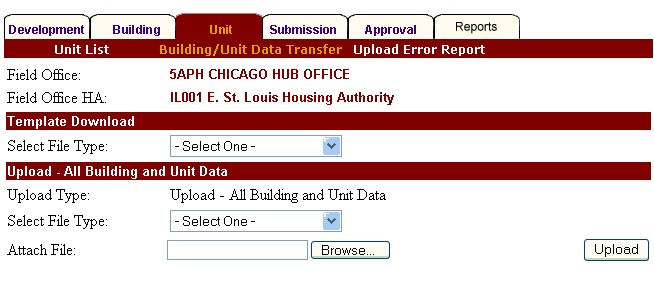 Development Building Unit Submission Approval Reports
Unit List Building/Unit Data Transfer Upload Error Report
Field Office: 5APH CHICAGO HUB OFFICE
Field Office HA: IL001 E. St. Louis Housing Authority
Template Download
Select File Type: - Select One -
Upload - All Building and Unit Data
Upload Type: Upload - All Building and Unit Data
Select File Type: - Select One -
Attach File: Browse... Upload